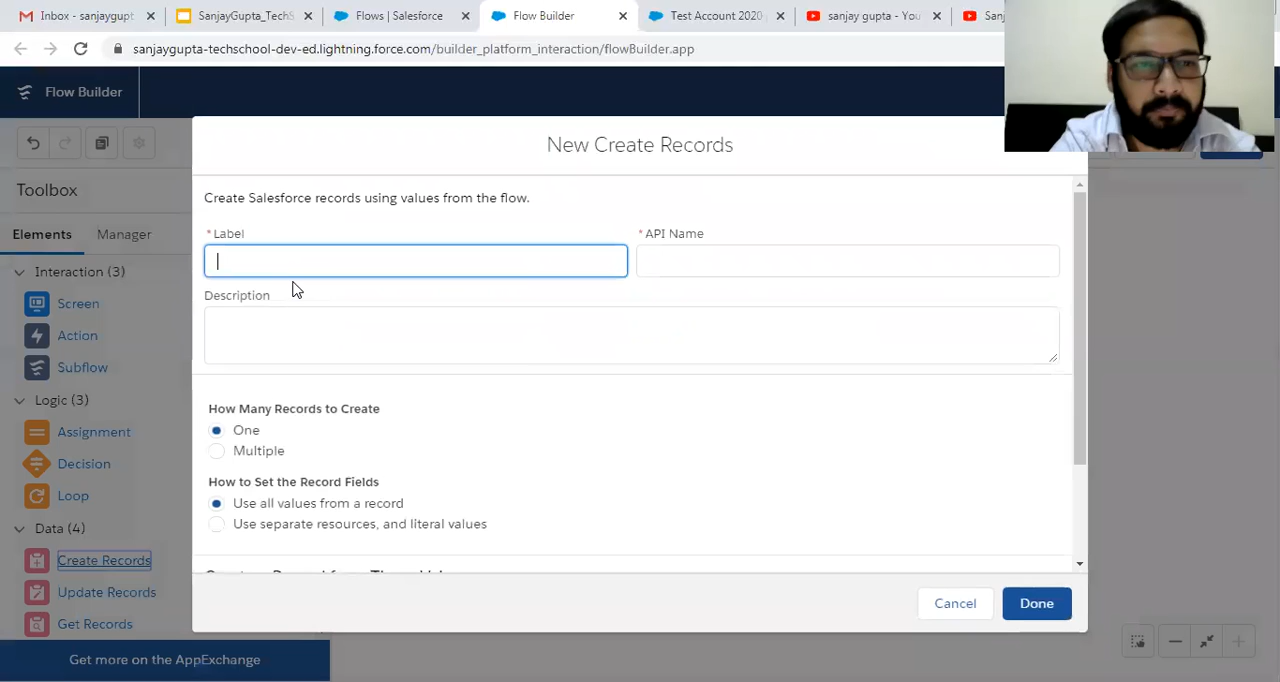 Inbox - sanjaygupt
SanjayGupta_TechS
Flows | Salesforce
Flow Builder
Test Account 2020
sanjay gupta - You
San
sanjaygupta-techschool-dev-ed.lightning.force.com/builder_platform_interaction/flowBuilder.app
Flow Builder
New Create Records
Toolbox
Create Salesforce records using values from the flow.
Elements
Manager
* Label
* API Name
Interaction (3)
Screen
Description
Action
Subflow
Logic (3)
How Many Records to Create
Assignment
One
Multiple
Decision
How to Set the Record Fields
Loop
Use all values from a record
Data (4)
Use separate resources, and literal values
Create Records
Update Records
Cancel
Done
Get Records
Get more on the AppExchange